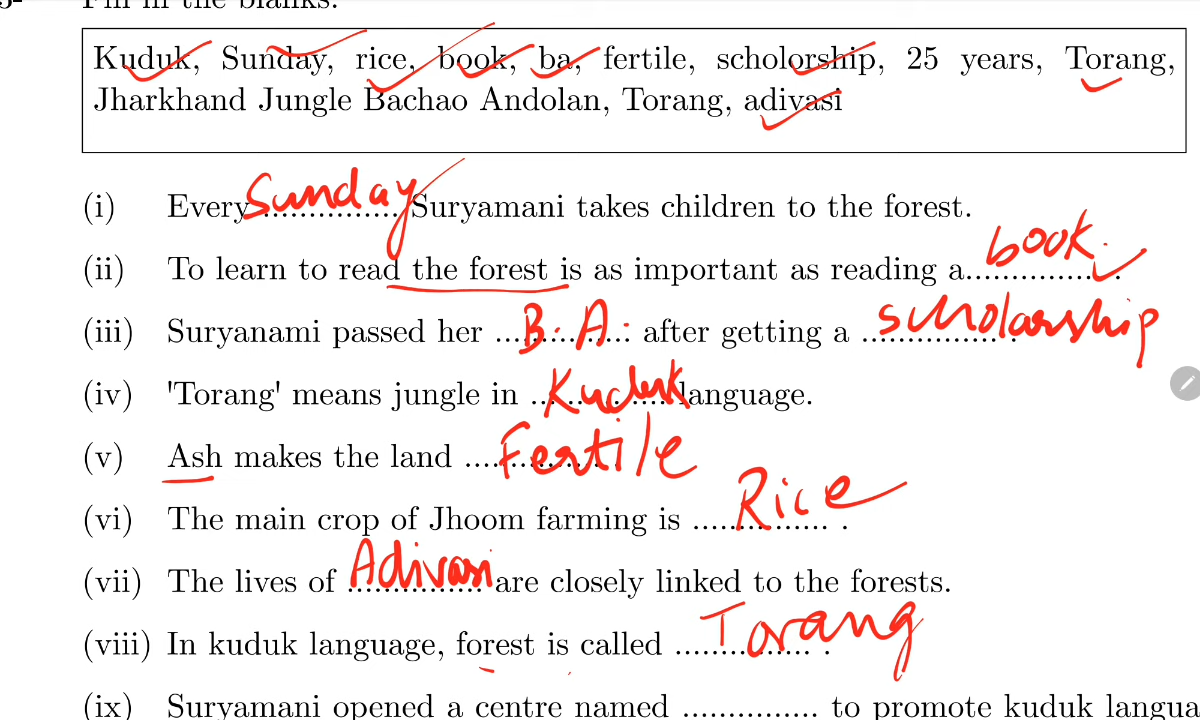 Fill in the blanks.
Kuduk, Sunday, rice, book, ba, fertile, scholorship, 25 years, Torang,
Jharkhand Jungle Bachao Andolan, Torang, adivasi
(i) Every Sunday Suryamani takes children to the forest.
(ii) To learn to read the forest is as important as reading a book.
(iii) Suryanami passed her B.A. after getting a scholarship
(iv) 'Torang' means jungle in Kuduk language.
(v) Ash makes the land Fertile
(vi) The main crop of Jhoom farming is Rice.
(vii) The lives of Adivasi are closely linked to the forests.
(viii) In kuduk language, forest is called Torang.
(ix) Suryamani opened a centre named ............... to promote kuduk langua